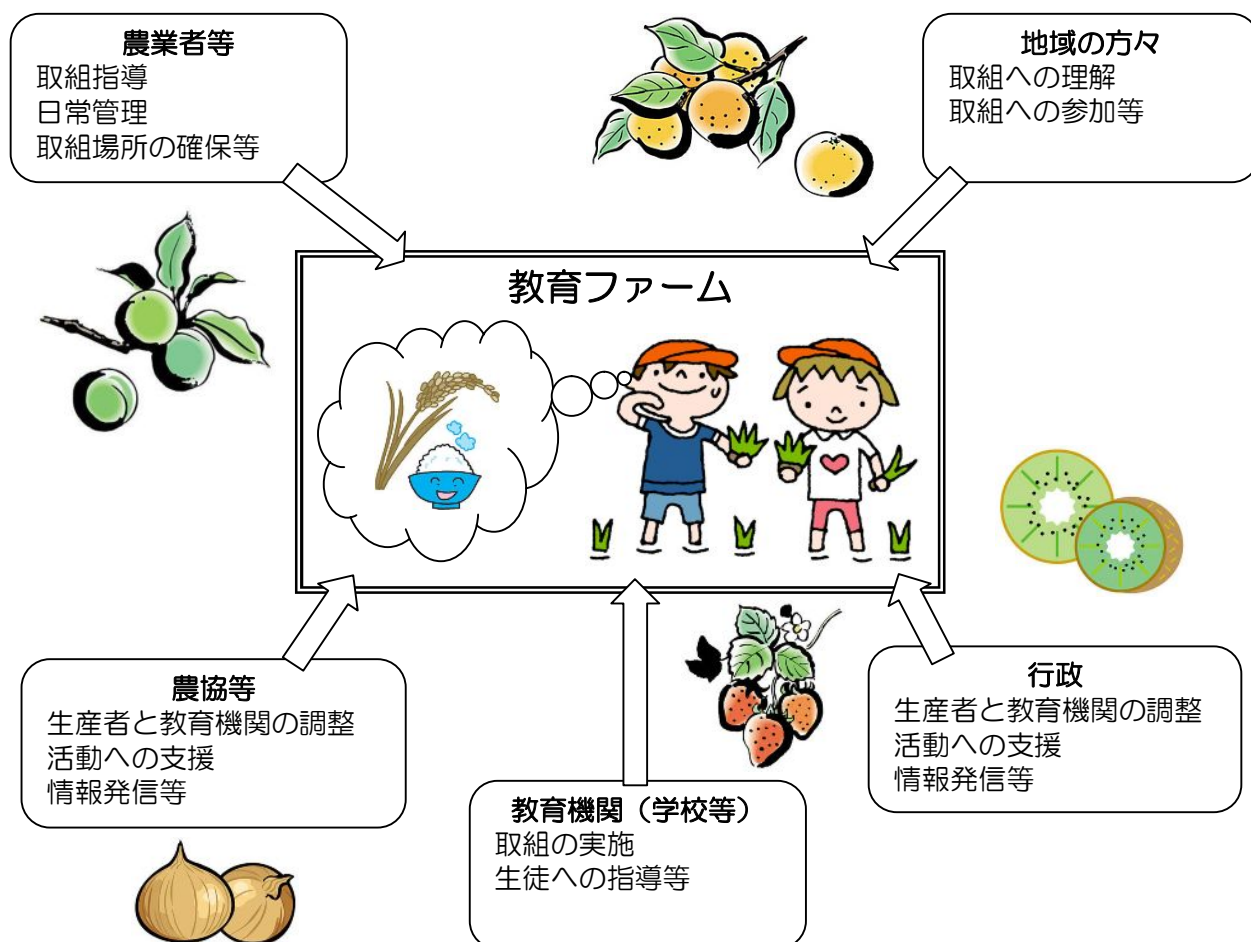 農業者等
取組指導
日常管理
取組場所の確保等
地域の方々
取組への理解
取組への参加等
教育ファーム
農協等
生産者と教育機関の調整
活動への支援
情報発信等
教育機関（学校等）
取組の実施
生徒への指導等
行政
生産者と教育機関の調整
活動への支援
情報発信等